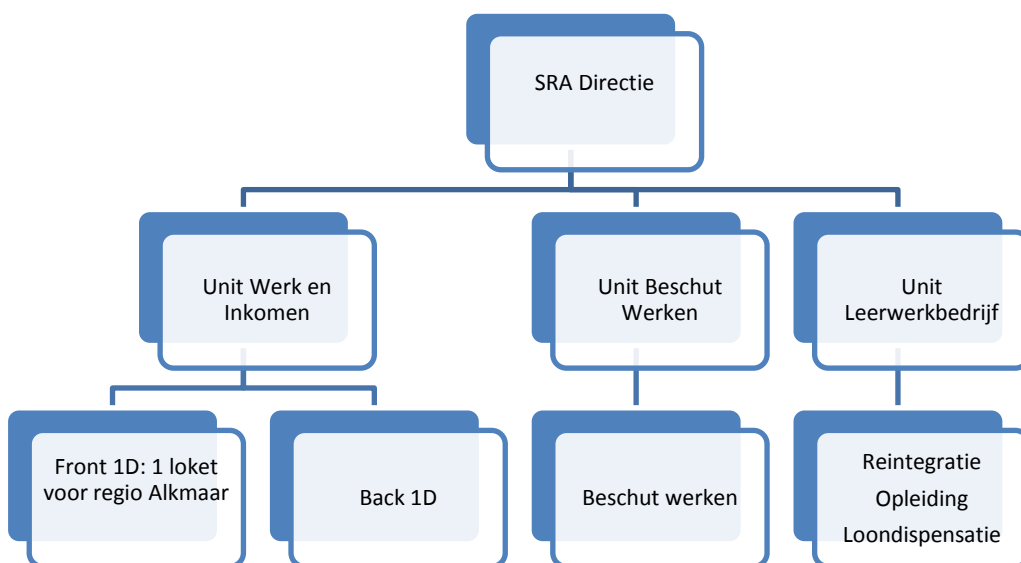 SRA Directie
Unit Werk en
Inkomen
Unit Beschut
Werken
Unit
Leerwerkbedrijf
Front 1D: 1 loket
voor regio Alkmaar
Back 1D
Beschut werken
Reintegratie
Opleiding
Loondispensatie